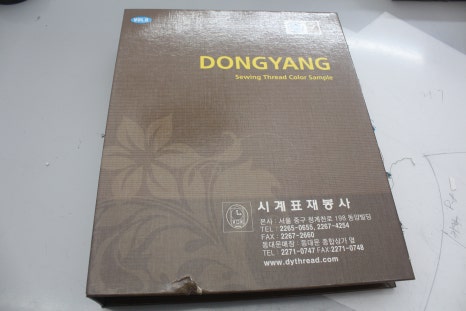 DONGYANG
Sewing Thread Color Sample
시계표재봉사
본사 : 서울 중구 청계천로 198 동양빌딩
TEL : 2265-0655, 2267-4254
FAX : 2267-2660
동대문매장 : 동대문 종합상가 옆
TEL : 2271-0747 FAX 2271-0748
www.dythread.com